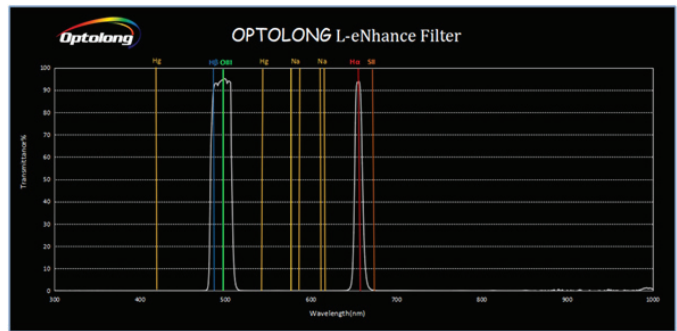 Optolong
OPTOLONG L-eNhance Filter
Hg Hβ OIII Hg Na Na Hα SII
Transmittance%
100
90
80
70
60
50
40
30
20
10
0
300 400 500 600 700 800 900 1000
Wavelength(nm)